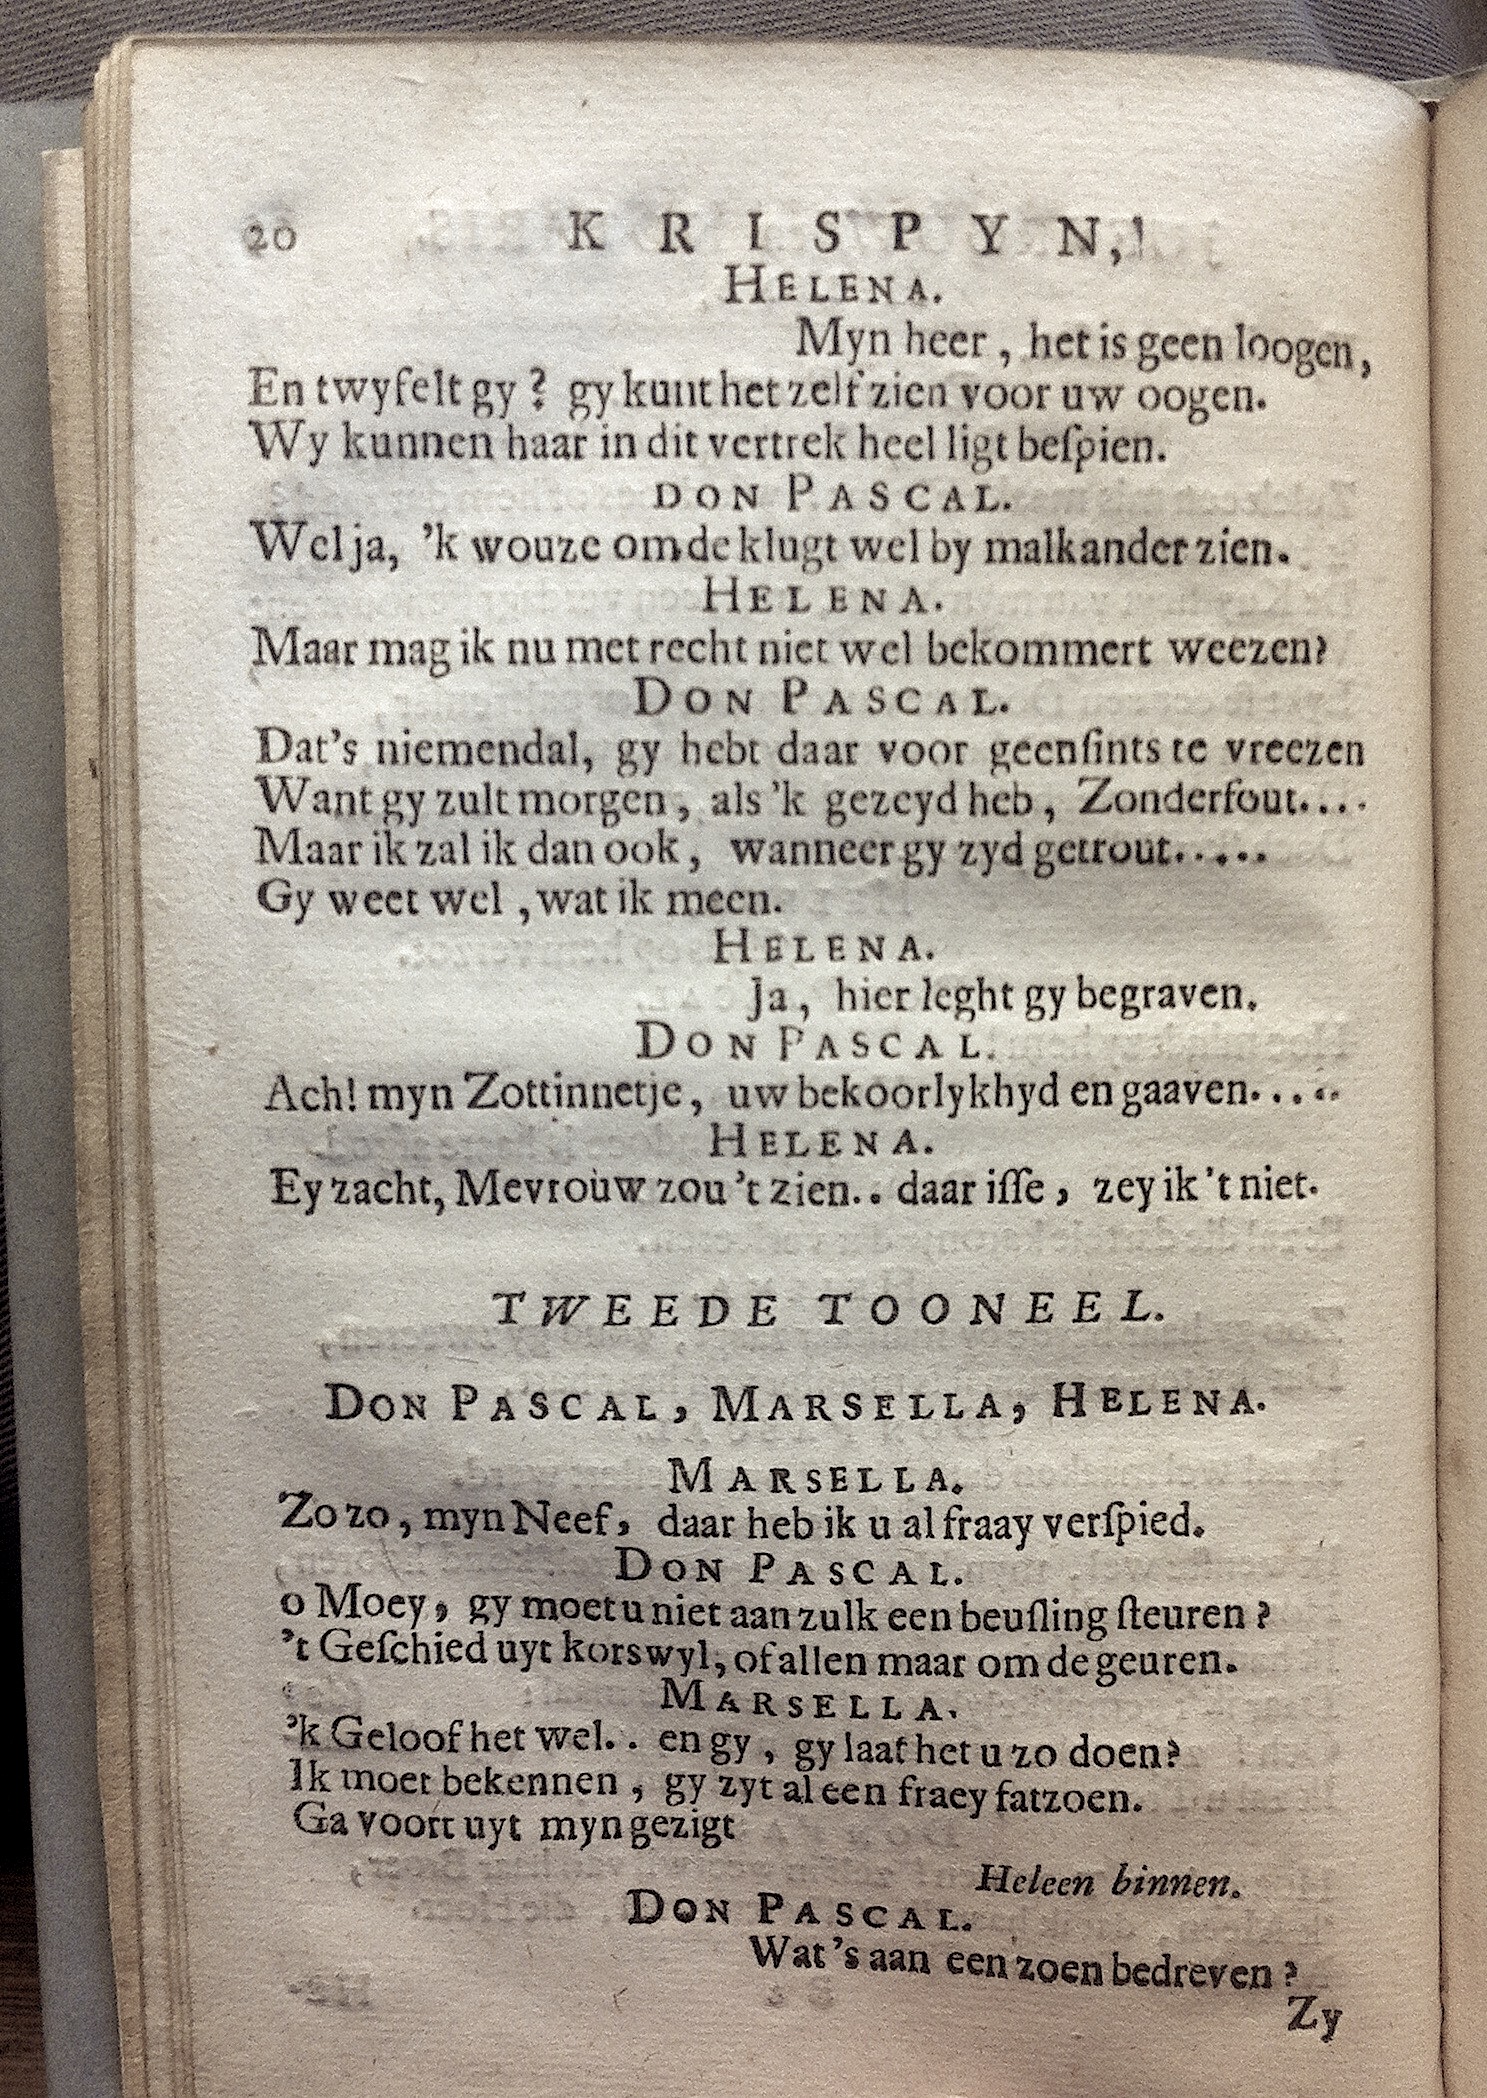 20 KRISPYN,
HELENA.
Myn heer, het is geen loogen,
En twyfelt gy? gy kunt het zelf zien voor uw oogen.
Wy kunnen haar in dit vertrek heel ligt beſpien.
DON PASCAL.
Wel ja, 'k wouze om de klugt wel by malkander zien.
HELENA.
Maar mag ik nu met recht niet wel bekommert weezen?
DON PASCAL.
Dat's niemendal, gy hebt daar voor geenſints te vreezen
Want gy zult morgen, als 'k gezeyd heb, Zonderfout....
Maar ik zal ik dan ook, wanneer gy zyd getrout.....
Gy weet wel, wat ik meen.
HELENA.
Ja, hier leght gy begraven.
DON PASCAL.
Ach! myn Zottinnetje, uw bekoorlykhyd en gaaven.....
HELENA.
Ey zacht, Mevrouw zou 't zien.. daar iſſe, zey ik 't niet.
TWEEDE TOONEEL.
DON PASCAL, MARSELLA, HELENA.
MARSELLA.
Zo zo, myn Neef, daar heb ik u al fraay verſpied.
DON PASCAL.
o Moey, gy moet u niet aan zulk een beuſling ſteuren?
't Geſchied uyt korswyl, of allen maar om de geuren.
MARSELLA.
'k Geloof het wel.. en gy, gy laat het u zo doen?
Ik moet bekennen, gy zyt al een fraey fatzoen.
Ga voort uyt myn gezigt
Heleen binnen.
DON PASCAL.
Wat's aan een zoen bedreven?
Zy